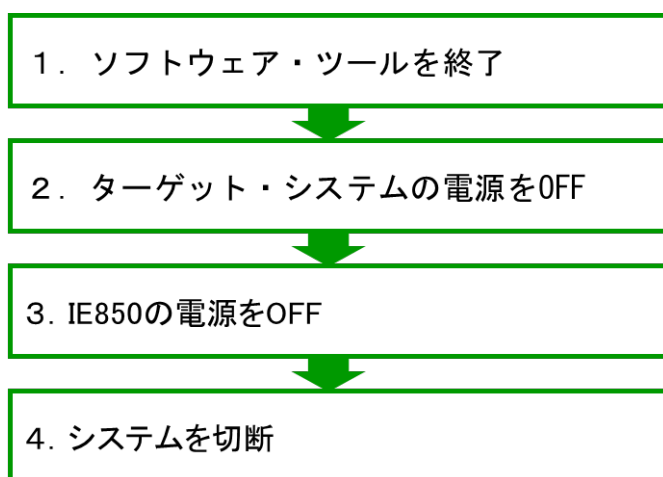 １． ソフトウェア・ツールを終了
２． ターゲット・システムの電源をOFF
３．IE850の電源をOFF
４．システムを切断